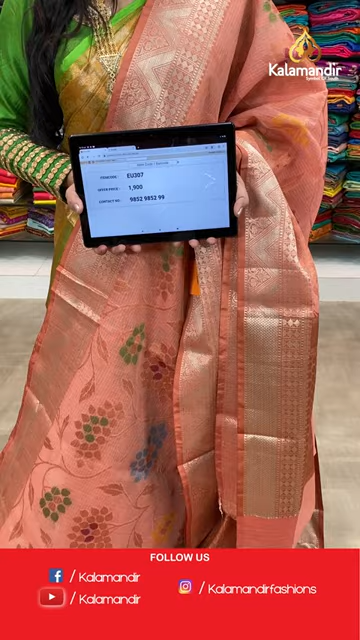 Kalamandir
ITEM CODE : EU307
OFFER PRICE : 1,900
CONTACT NO : 9852 9852 99
FOLLOW US
/ Kalamandir
/ Kalamandirfashions
/ Kalamandir